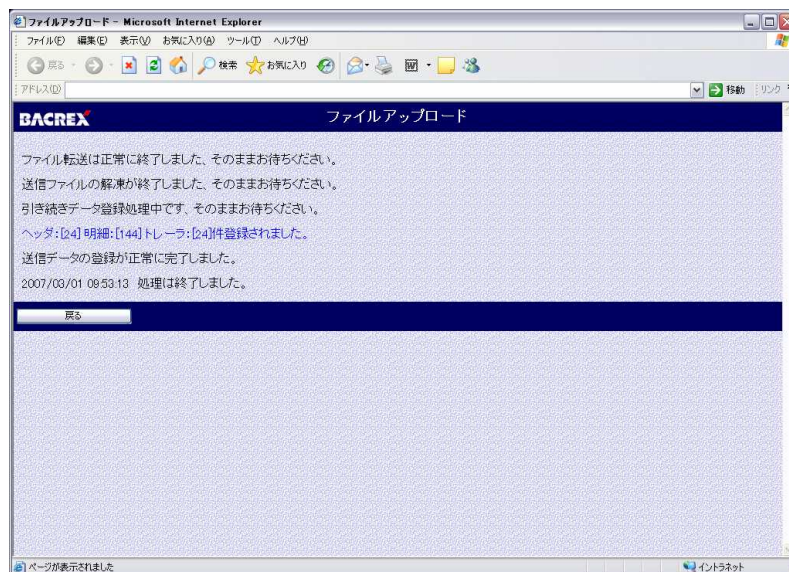 ファイルアップロード - Microsoft Internet Explorer
ファイル(F) 編集(E) 表示(V) お気に入り(A) ツール(T) ヘルプ(H)
戻る 検索 お気に入り
アドレス(D) 移動 リンク
BACREX ファイルアップロード
ファイル転送は正常に終了しました、そのままお待ちください。
送信ファイルの解凍が終了しました、そのままお待ちください。
引き続きデータ登録処理中です、そのままお待ちください。
ヘッダ:[24] 明細:[144] トレーラ:[24]件登録されました。
送信データの登録が正常に完了しました。
2007/03/01 09:53:13 処理は終了しました。
戻る
ページが表示されました イントラネット